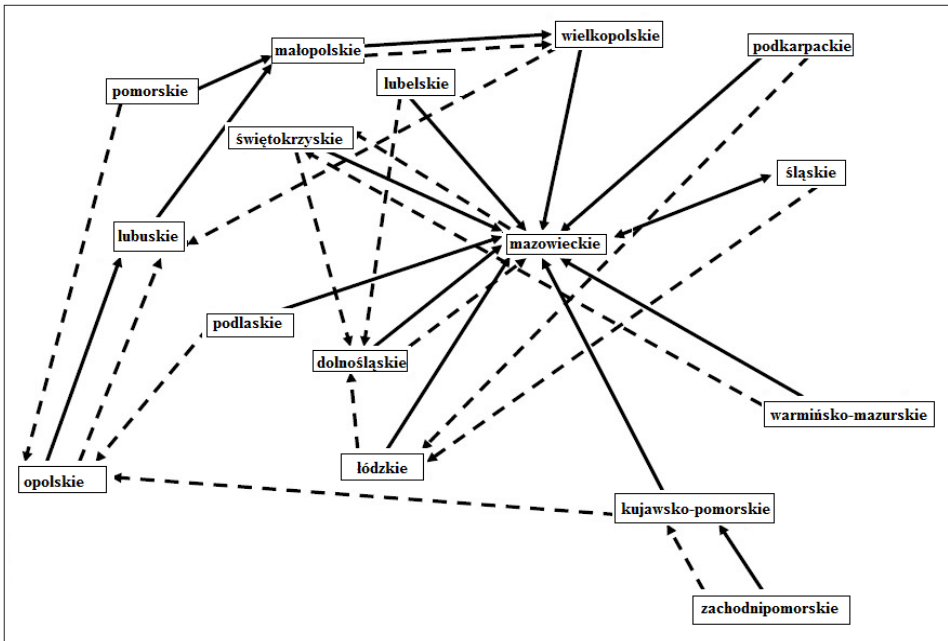 wielkopolskie
podkarpackie
małopolskie
pomorskie
lubelskie
świętokrzyskie
śląskie
lubuskie
mazowieckie
podlaskie
dolnośląskie
warmińsko-mazurskie
łódzkie
opolskie
kujawsko-pomorskie
zachodnipomorskie